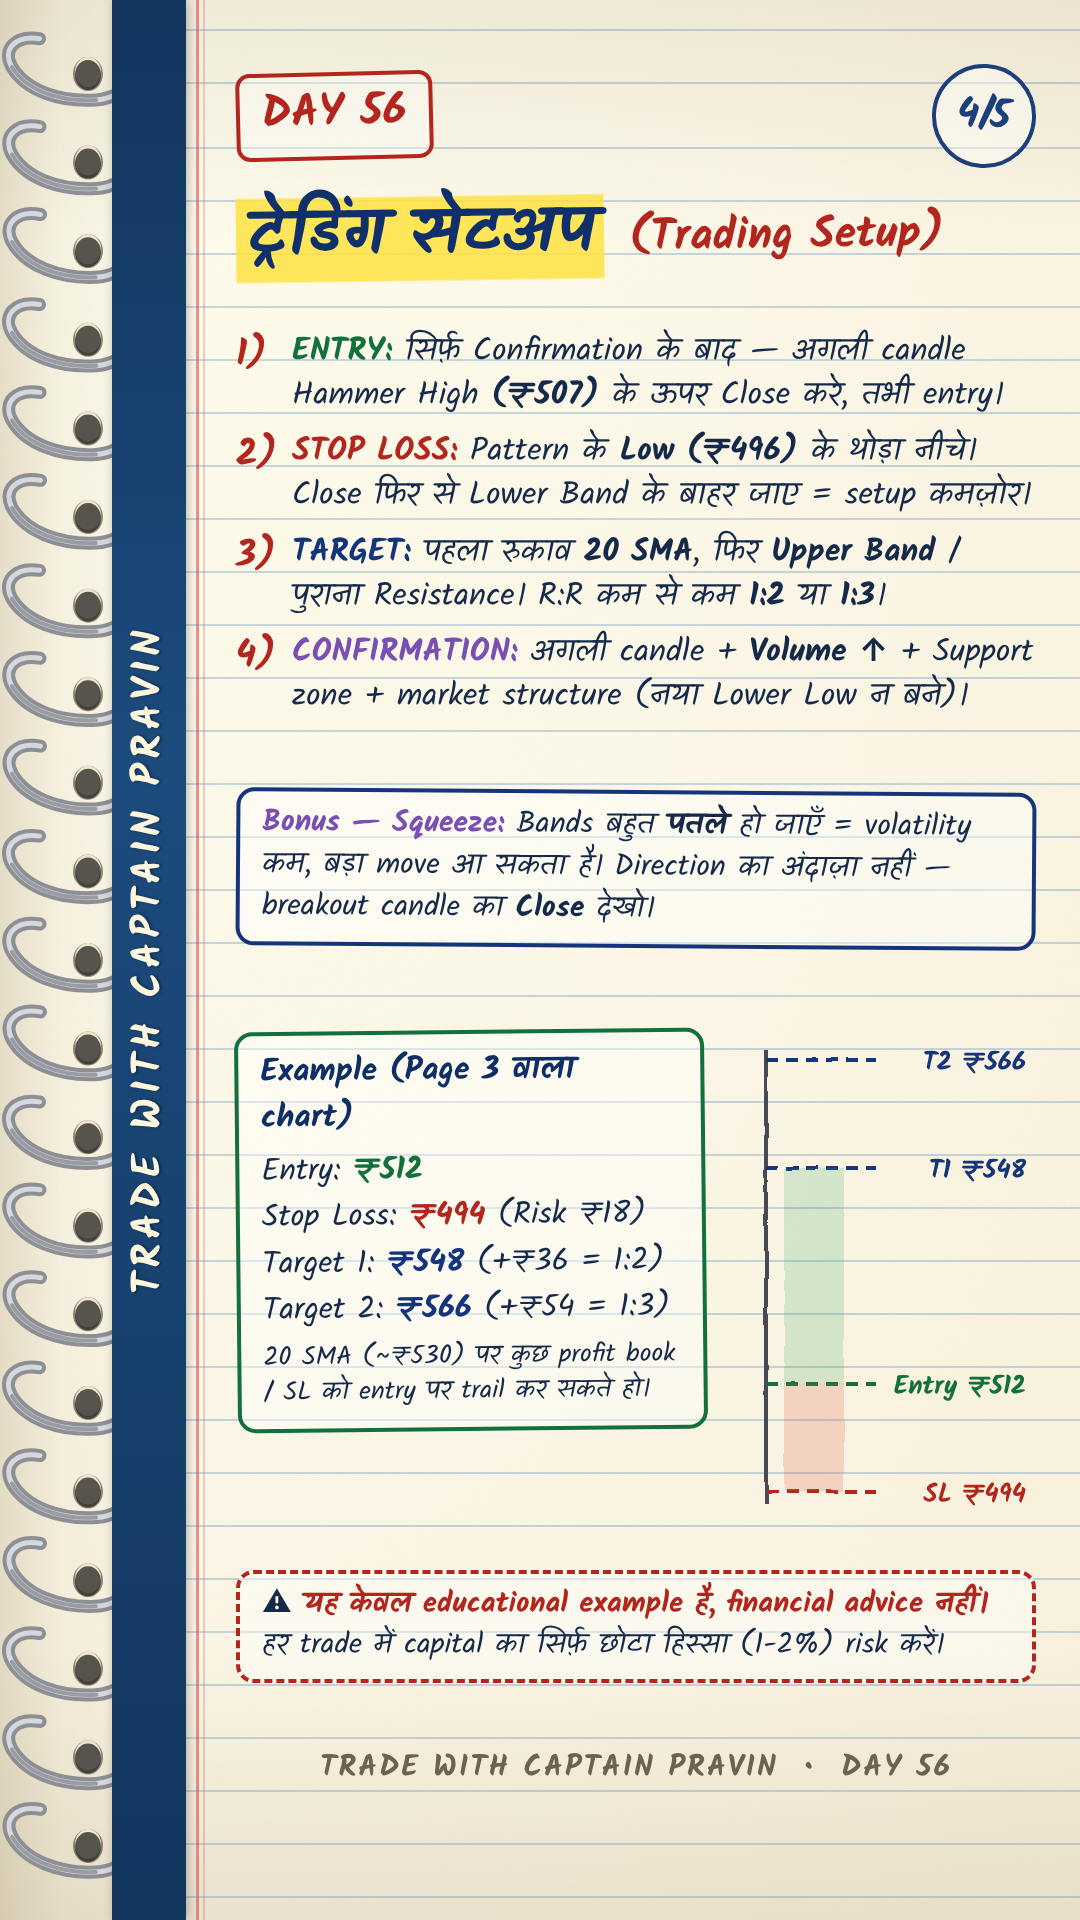 DAY 56
4/5
ट्रेडिंग सेटअप (Trading Setup)
1) ENTRY: सिर्फ़ Confirmation के बाद — अगली candle
Hammer High (₹507) के ऊपर Close करे, तभी entry।
2) STOP LOSS: Pattern के Low (₹496) के थोड़ा नीचे।
Close फिर से Lower Band के बाहर जाए = setup कमज़ोर।
3) TARGET: पहला रुकाव 20 SMA, फिर Upper Band /
पुराना Resistance। R:R कम से कम 1:2 या 1:3।
4) CONFIRMATION: अगली candle + Volume ↑ + Support
zone + market structure (नया Lower Low न बने)।
Bonus — Squeeze: Bands बहुत पतले हो जाएँ = volatility
कम, बड़ा move आ सकता है। Direction का अंदाज़ा नहीं —
breakout candle का Close देखो।
Example (Page 3 वाला
chart)
Entry: ₹512
Stop Loss: ₹494 (Risk ₹18)
Target 1: ₹548 (+₹36 = 1:2)
Target 2: ₹566 (+₹54 = 1:3)
20 SMA (~₹530) पर कुछ profit book
/ SL को entry पर trail कर सकते हो।
T2 ₹566
T1 ₹548
Entry ₹512
SL ₹494
⚠ यह केवल educational example है, financial advice नहीं।
हर trade में capital का सिर्फ़ छोटा हिस्सा (1-2%) risk करें।
TRADE WITH CAPTAIN PRAVIN · DAY 56
TRADE WITH CAPTAIN PRAVIN